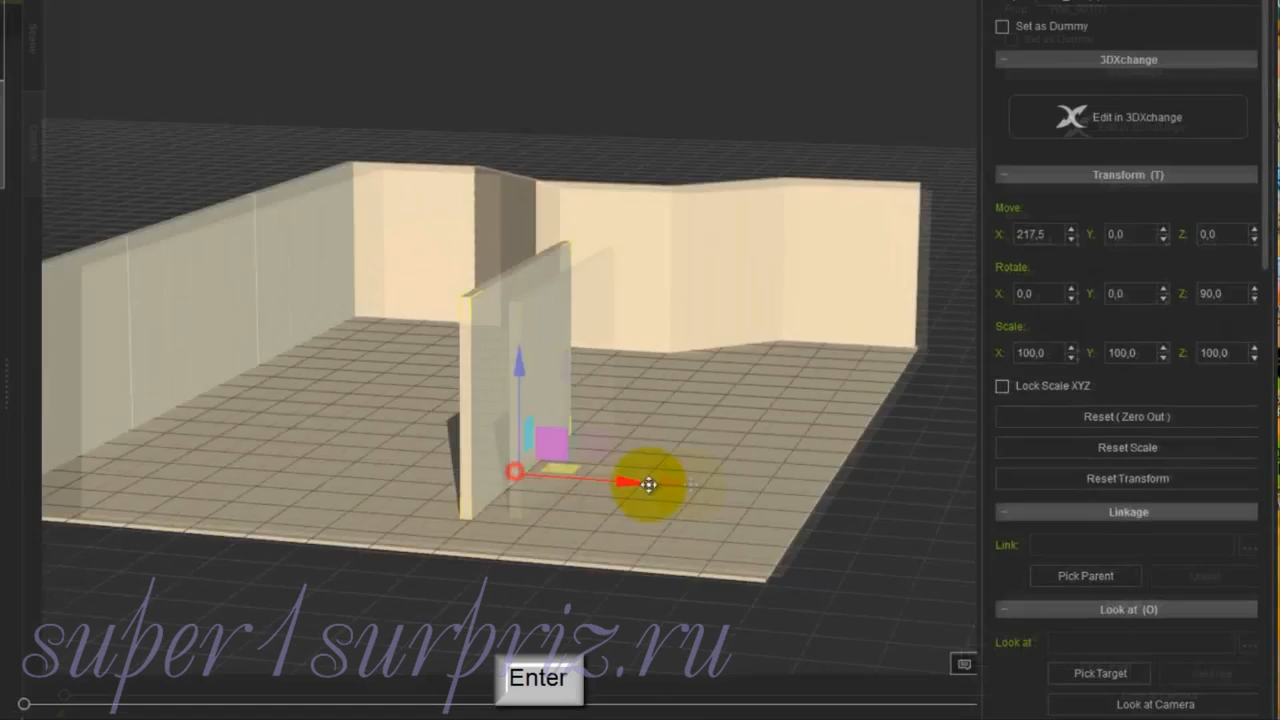 Set as Dummy
3DXchange
Edit in 3DXchange
Transform (T)
Move:
X: 217,5 Y: 0,0 Z: 0,0
Rotate:
X: 0,0 Y: 0,0 Z: 90,0
Scale:
X: 100,0 Y: 100,0 Z: 100,0
Lock Scale XYZ
Reset ( Zero Out )
Reset Scale
Reset Transform
Linkage
Link:
Pick Parent
Look at (O)
Look at :
Pick Target
Look at Camera
super1surpriz.ru
Enter